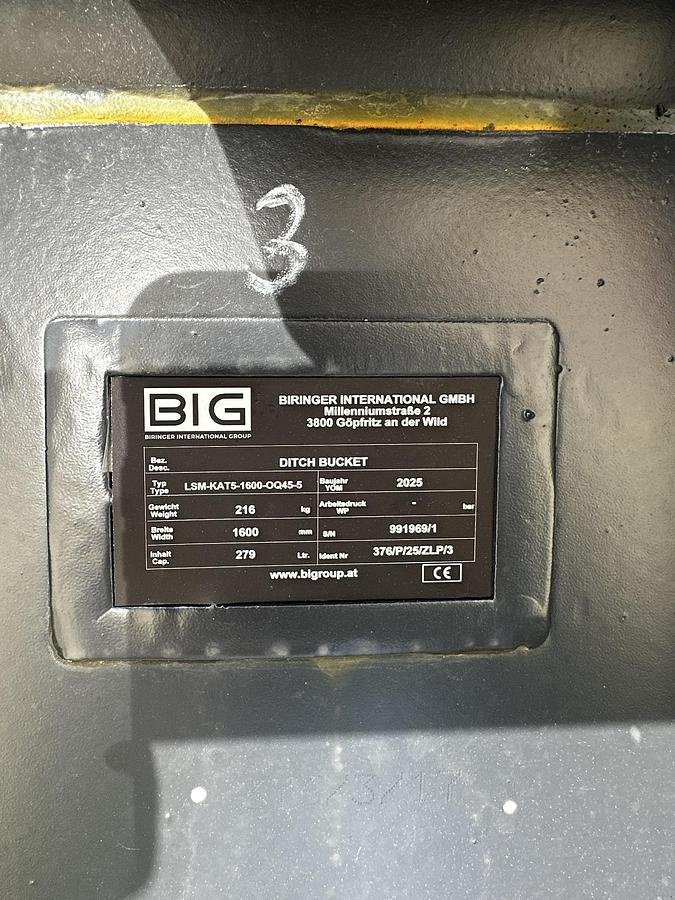 3
BIG
BIRINGER INTERNATIONAL GROUP
BIRINGER INTERNATIONAL GMBH
Millenniumstraße 2
3800 Göpfritz an der Wild
Bez.
Desc.
DITCH BUCKET
Typ
Type
LSM-KAT5-1600-OQ45-5
Baujahr
YOM
2025
Gewicht
Weight
216 kg
Arbeitsdruck
WP
- bar
Breite
Width
1600 mm
S/N
991969/1
Inhalt
Cap.
279 Ltr.
Ident Nr
376/P/25/ZLP/3
www.bigroup.at
CE